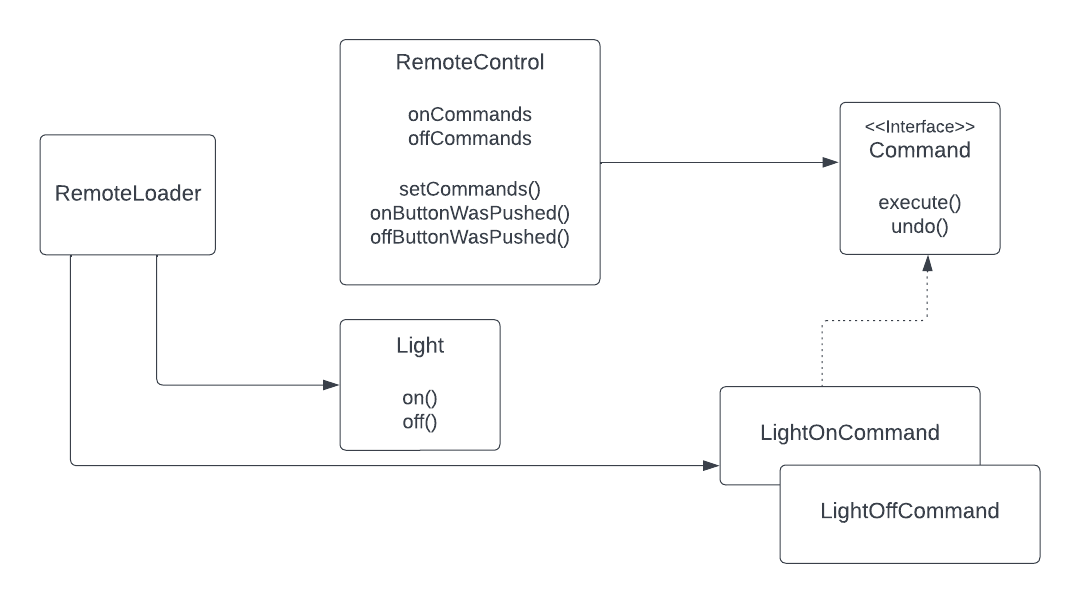 RemoteControl
onCommands
offCommands
setCommands()
onButtonWasPushed()
offButtonWasPushed()
<<Interface>>
Command
execute()
undo()
RemoteLoader
Light
on()
off()
LightOnCommand
LightOffCommand